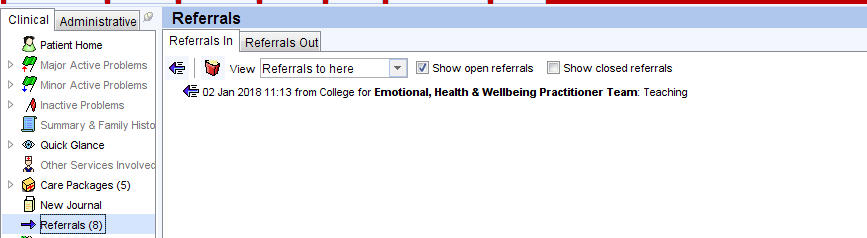 Clinical
Administrative
Patient Home
Major Active Problems
Minor Active Problems
Inactive Problems
Summary & Family Histo
Quick Glance
Other Services Involved
Care Packages (5)
New Journal
Referrals (8)
Referrals
Referrals In
Referrals Out
View Referrals to here Show open referrals Show closed referrals
02 Jan 2018 11:13 from College for Emotional, Health & Wellbeing Practitioner Team: Teaching